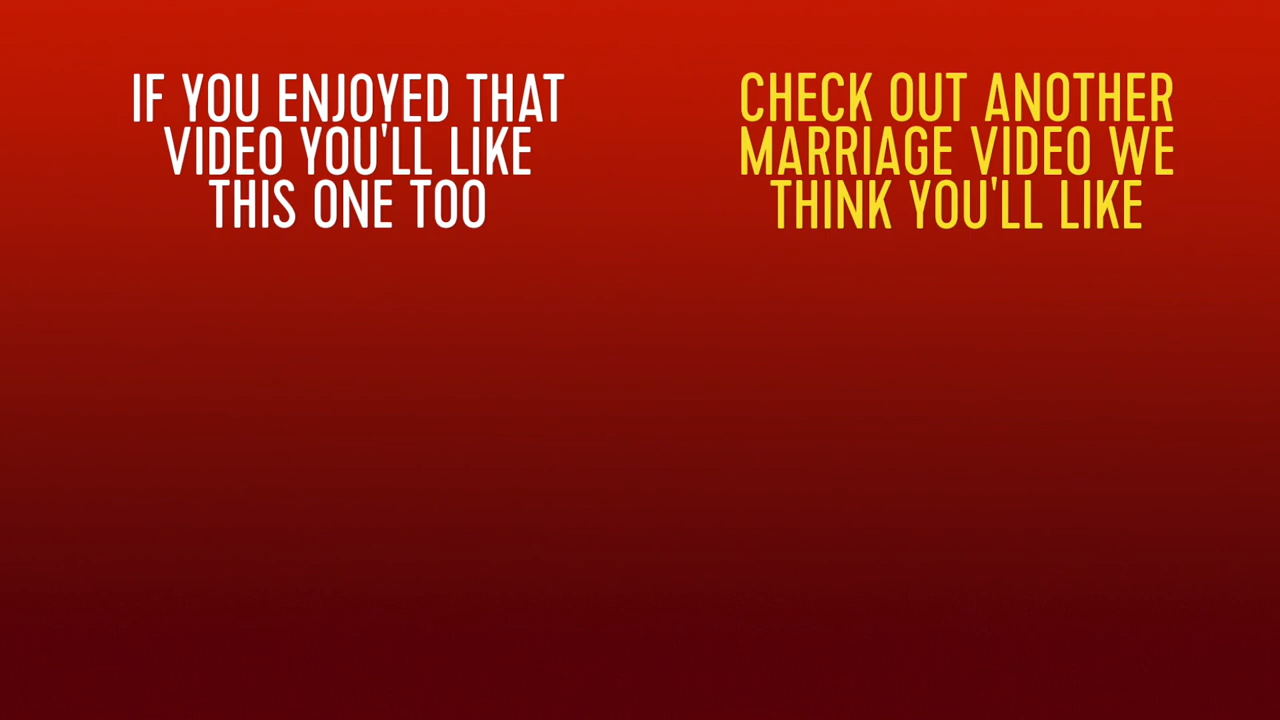 IF YOU ENJOYED THAT
VIDEO YOU'LL LIKE
THIS ONE TOO
CHECK OUT ANOTHER
MARRIAGE VIDEO WE
THINK YOU'LL LIKE